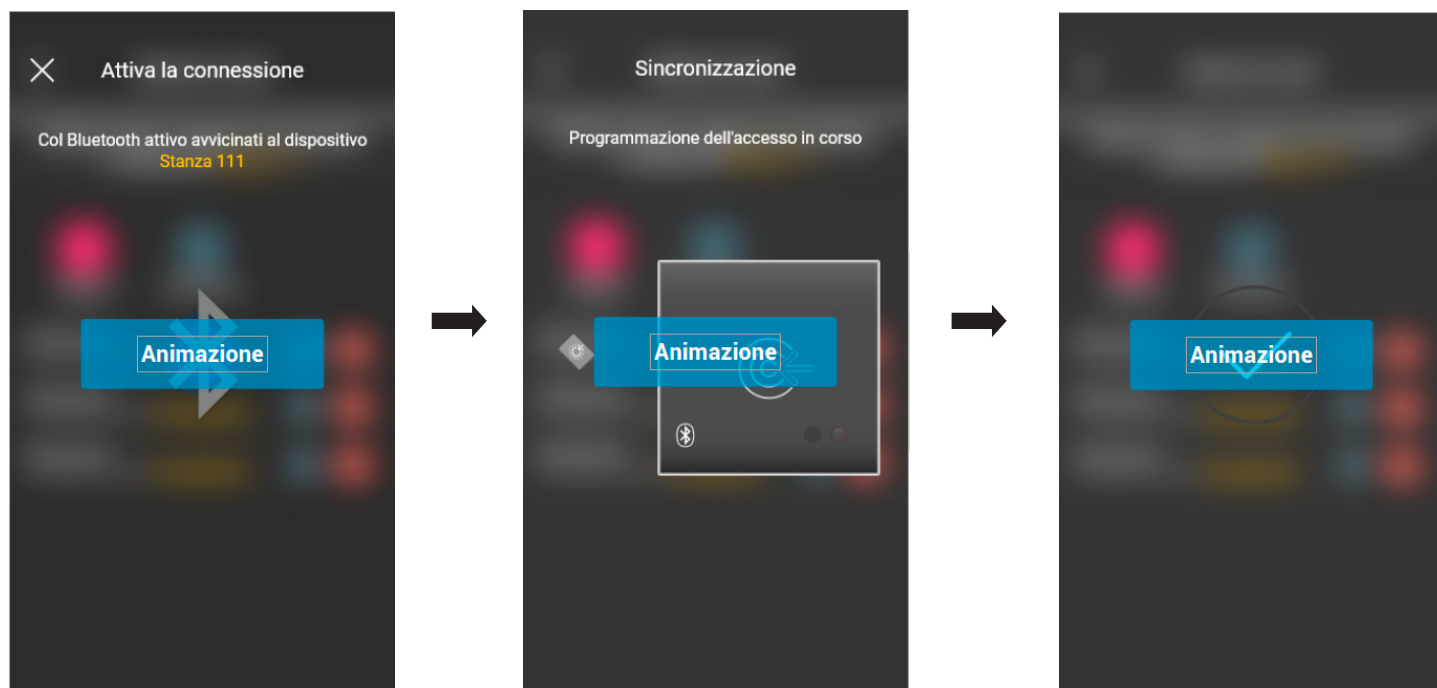 Attiva la connessione
Col Bluetooth attivo avvicinati al dispositivo
Stanza 111
Animazione
Sincronizzazione
Programmazione dell'accesso in corso
Animazione
Animazione